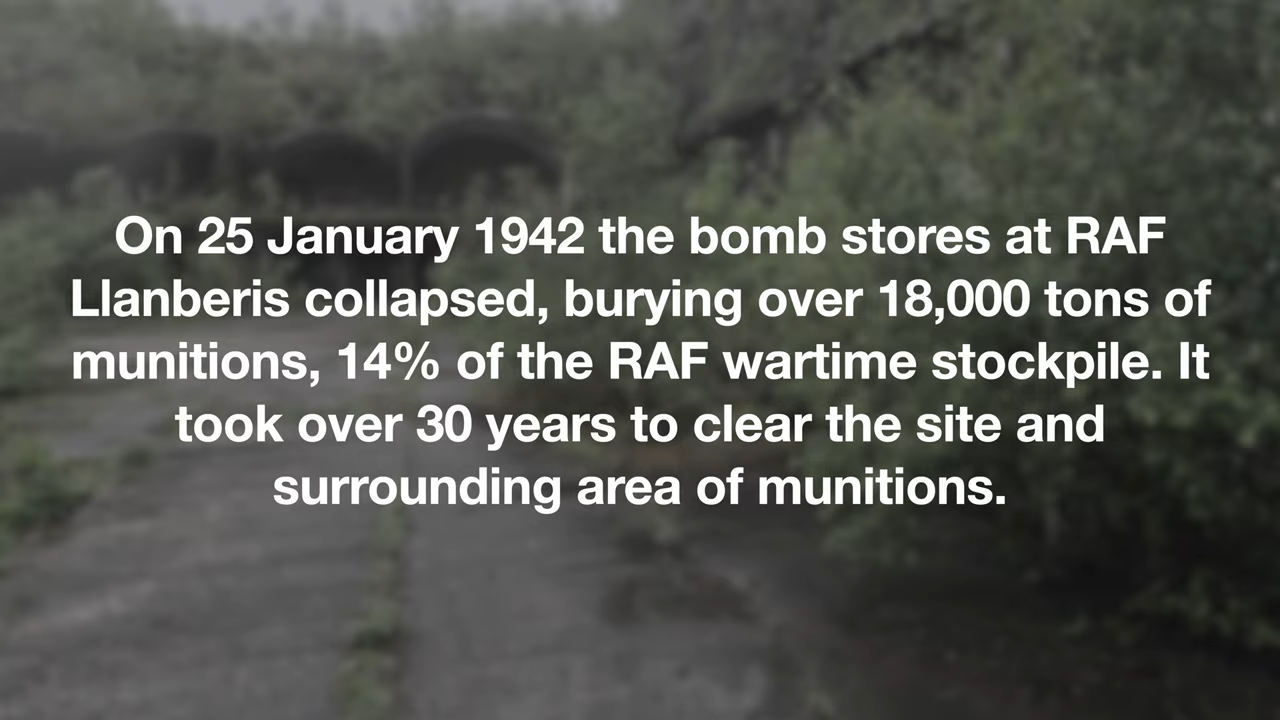 On 25 January 1942 the bomb stores at RAF
Llanberis collapsed, burying over 18,000 tons of
munitions, 14% of the RAF wartime stockpile. It
took over 30 years to clear the site and
surrounding area of munitions.